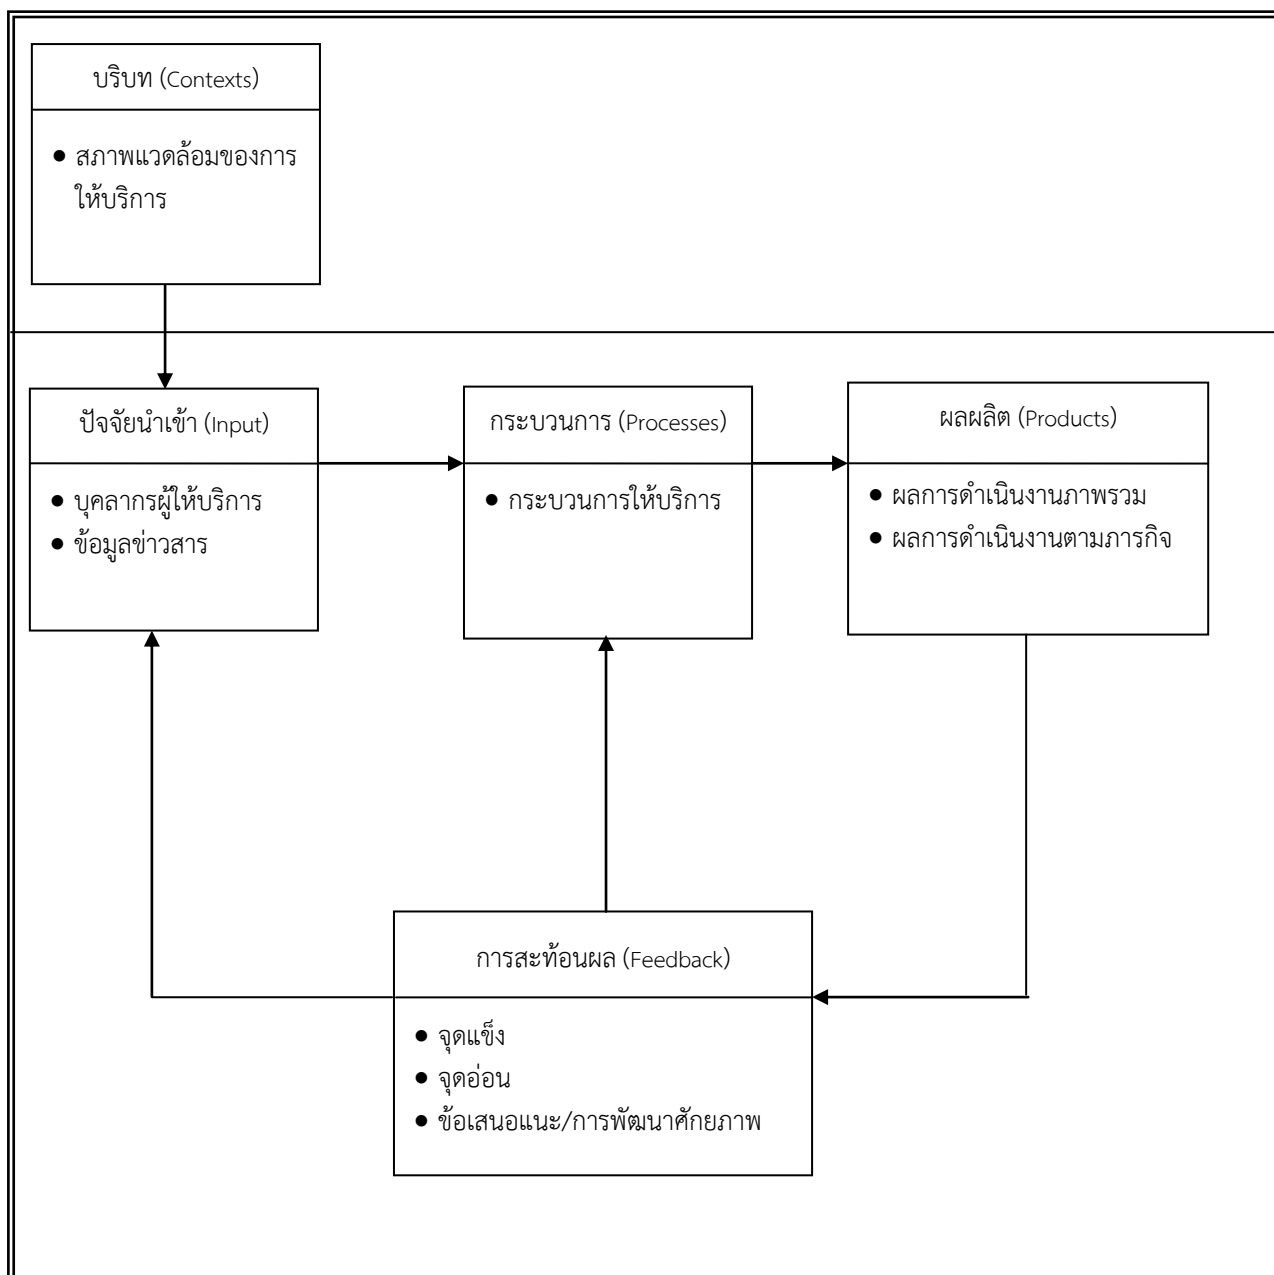 บริบท (Contexts)
● สภาพแวดล้อมของการ
ให้บริการ
ปัจจัยนำเข้า (Input)
● บุคลากรผู้ให้บริการ
● ข้อมูลข่าวสาร
กระบวนการ (Processes)
● กระบวนการให้บริการ
ผลผลิต (Products)
● ผลการดำเนินงานภาพรวม
● ผลการดำเนินงานตามภารกิจ
การสะท้อนผล (Feedback)
● จุดแข็ง
● จุดอ่อน
● ข้อเสนอแนะ/การพัฒนาศักยภาพ